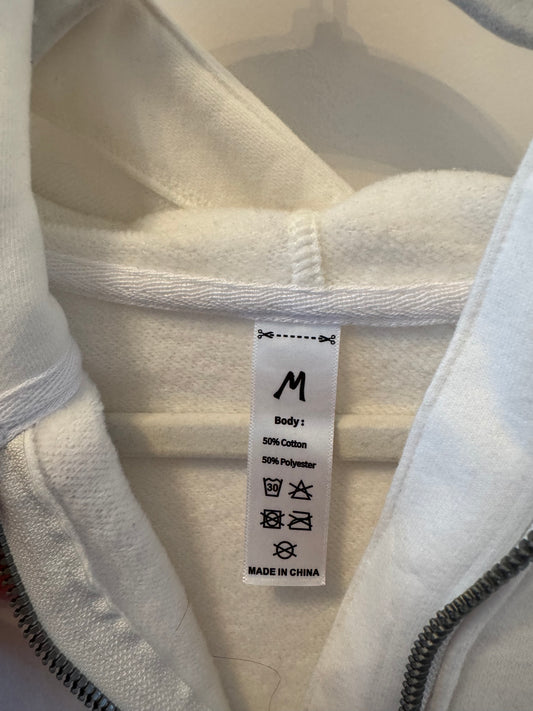 M
Body :
50% Cotton
50% Polyester
30
MADE IN CHINA